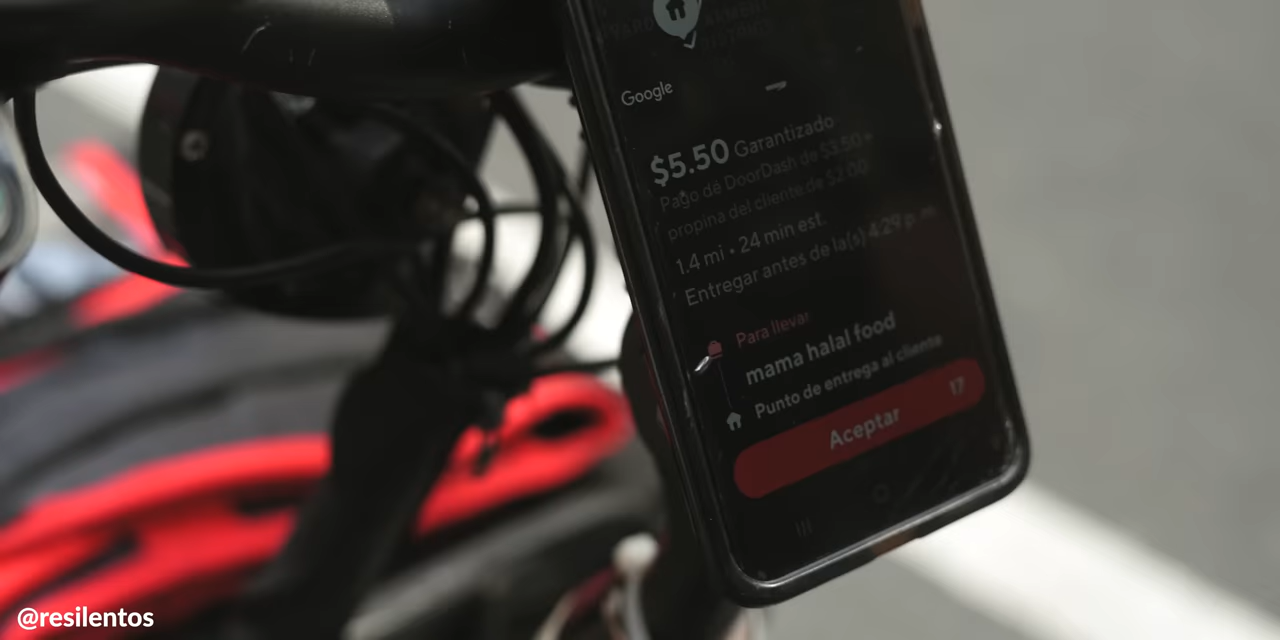 Google
$5.50 Garantizado
Pago de DoorDash de $3.50 +
propina del cliente de $2.00
1.4 mi • 24 min est.
Entregar antes de la(s) 4:29 p. m.
Para llevar
mama halal food
Punto de entrega al cliente
Aceptar 17
@resilentos